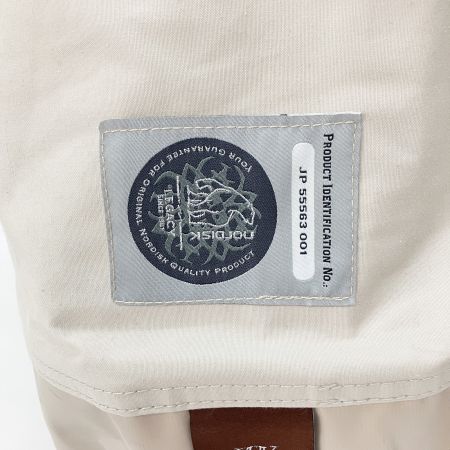 PRODUCT IDENTIFICATION NO.:
JP 55563 001
YOUR GUARANTEE FOR ORIGINAL NORDISK QUALITY PRODUCT
NORDISK
LEGACY
SINCE 1901